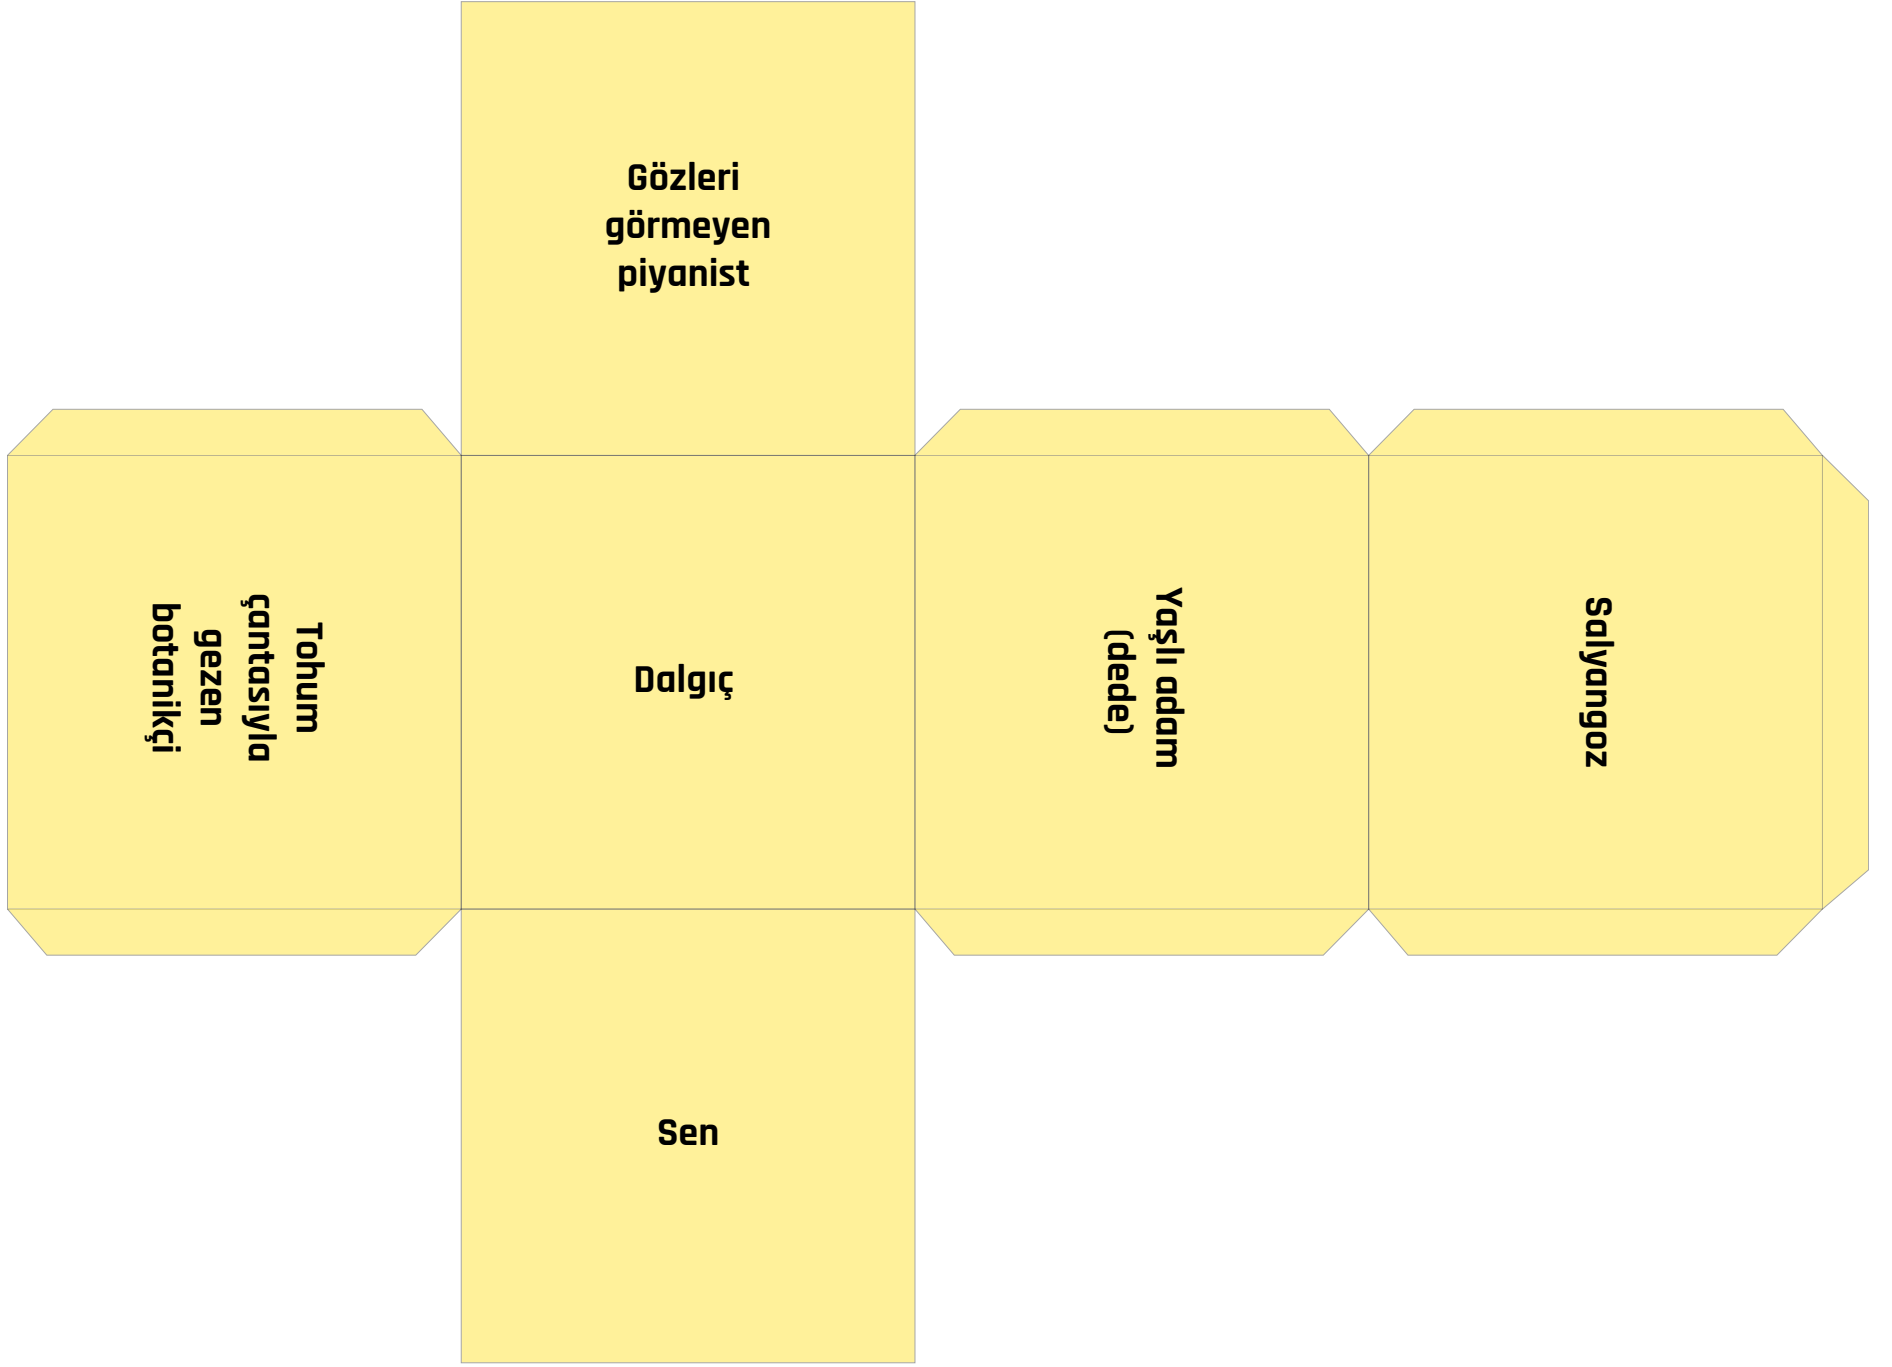 Gözleri
görmeyen
piyanist
Tohum
çantasıyla
gezen
botanikçi
Dalgıç
Yaşlı adam
(dede)
Salyangoz
Sen